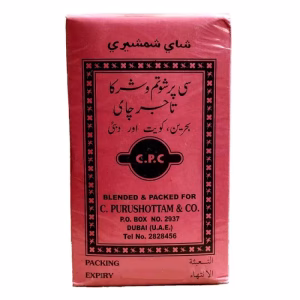 شاي شمشيري
سی پرشوتم و شرکا
تاجر چای
بحرین، کویت اور دبئی
C.P.C
BLENDED & PACKED FOR
C. PURUSHOTTAM & CO.
P.O. BOX NO. 2937
DUBAI (U.A.E.)
Tel No. 2828456
PACKING التعبئة
EXPIRY الانتهاء